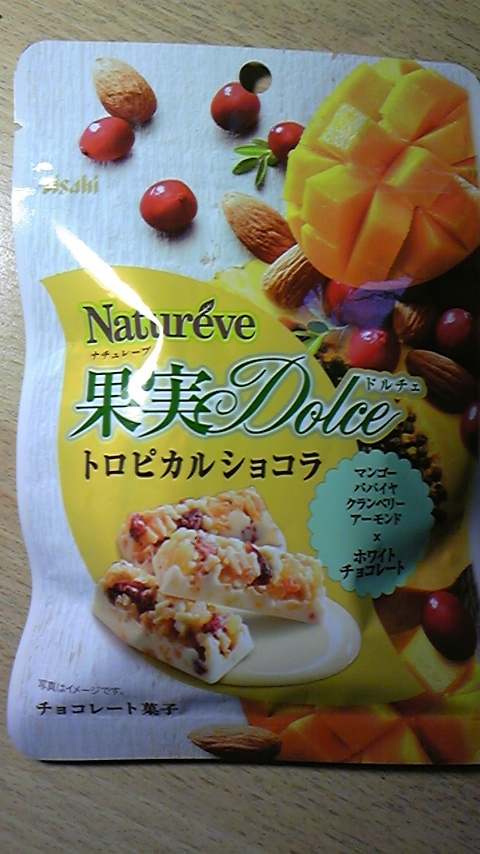 Asahi
Natureve
ナチュレーブ
果実Dolce
ドルチェ
トロピカルショコラ
マンゴー
パパイヤ
クランベリー
アーモンド
×
ホワイト
チョコレート
写真はイメージです。
チョコレート菓子